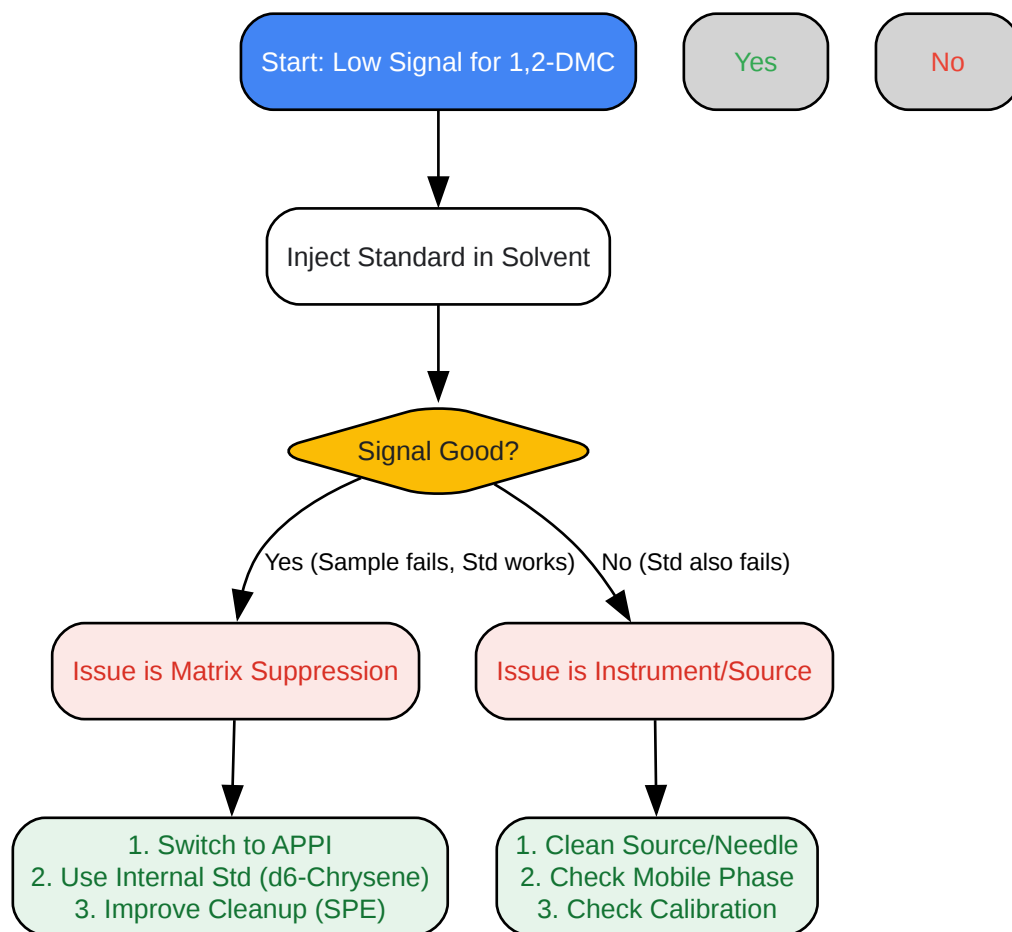 Start: Low Signal for 1,2-DMC
Yes
No
Inject Standard in Solvent
Signal Good?
Yes (Sample fails, Std works)
No (Std also fails)
Issue is Matrix Suppression
Issue is Instrument/Source
1. Switch to APPI
2. Use Internal Std (d6-Chrysene)
3. Improve Cleanup (SPE)
1. Clean Source/Needle
2. Check Mobile Phase
3. Check Calibration